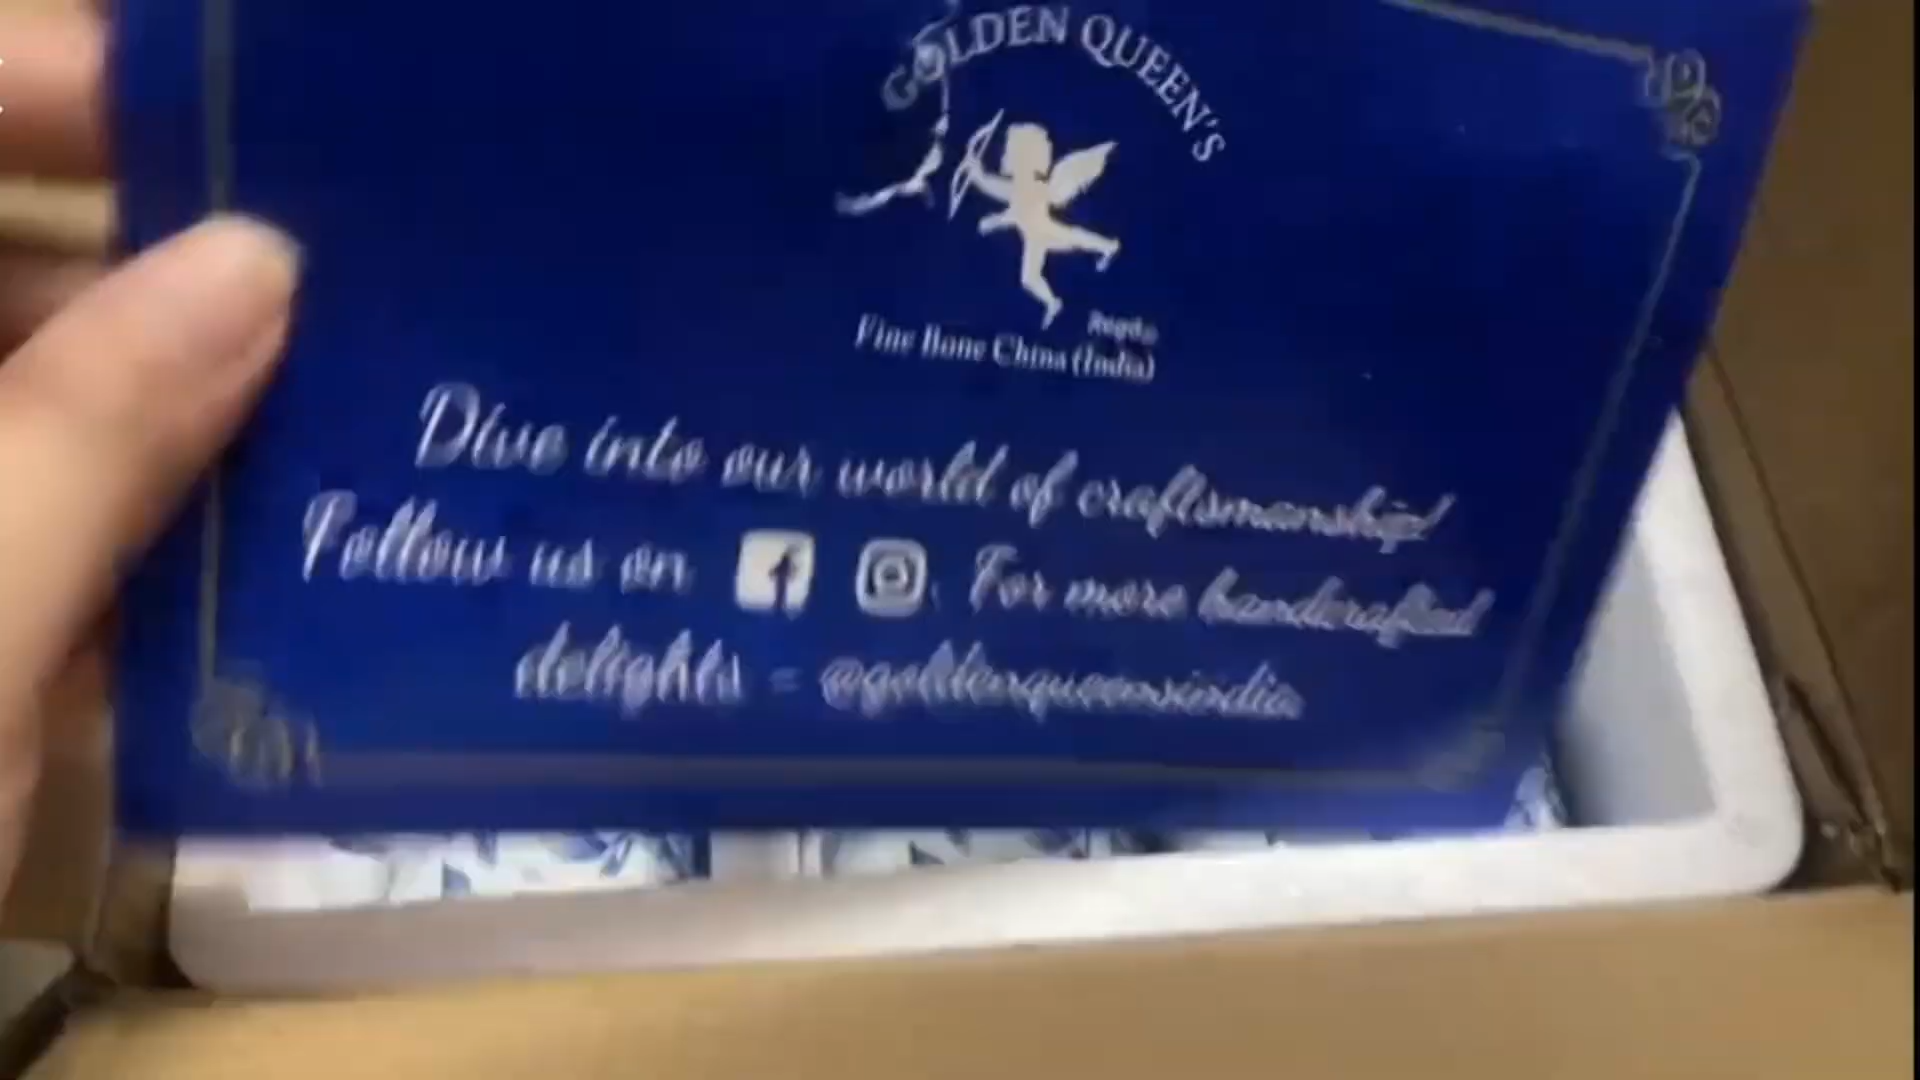 GOLDEN QUEEN'S
Regd.
Fine Bone China (India)
Dive into our world of craftsmanship!
Follow us on f . For more handcrafted
delights = @goldenqueensindia